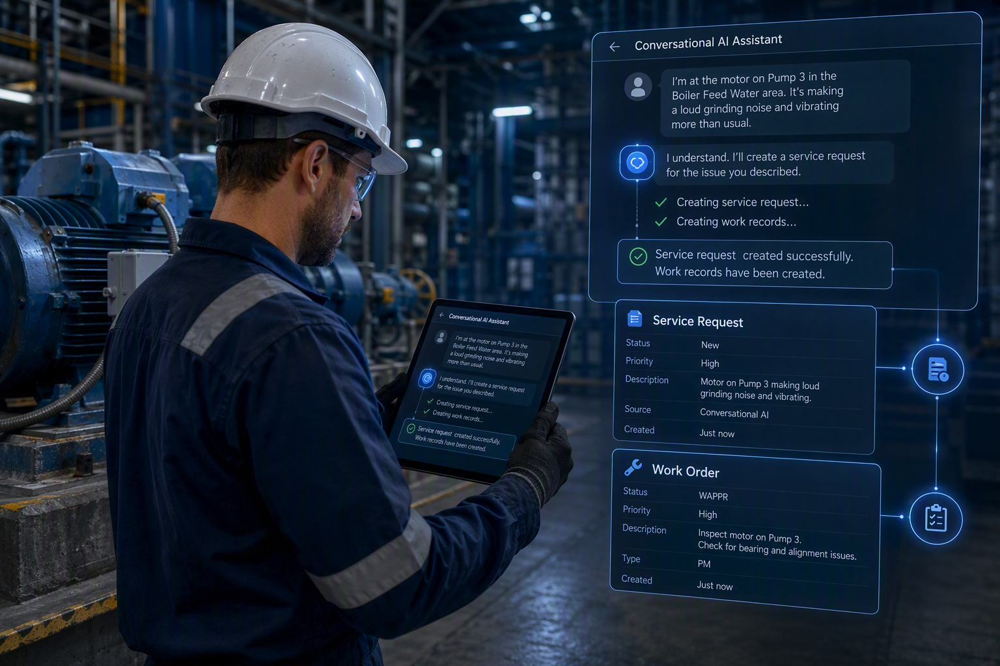 Conversational AI Assistant
I'm at the motor on Pump 3 in the
Boiler Feed Water area. It's making
a loud grinding noise and vibrating
more than usual.
I understand. I'll create a service request
for the issue you described.
Creating service request...
Creating work records...
Service request created successfully.
Work records have been created.
Service Request
Status New
Priority High
Description Motor on Pump 3 making loud
grinding noise and vibrating.
Source Conversational AI
Created Just now
Work Order
Status WAPPR
Priority High
Description Inspect motor on Pump 3.
Check for bearing and alignment issues.
Type PM
Created Just now
Conversational AI Assistant
I'm at the motor on Pump 3 in the
Boiler Feed Water area. It's making
a loud grinding noise and vibrating
more than usual.
I understand. I'll create a service request
for the issue you described.
Creating service request...
Creating work records...
Service request created successfully.
Work records have been created.